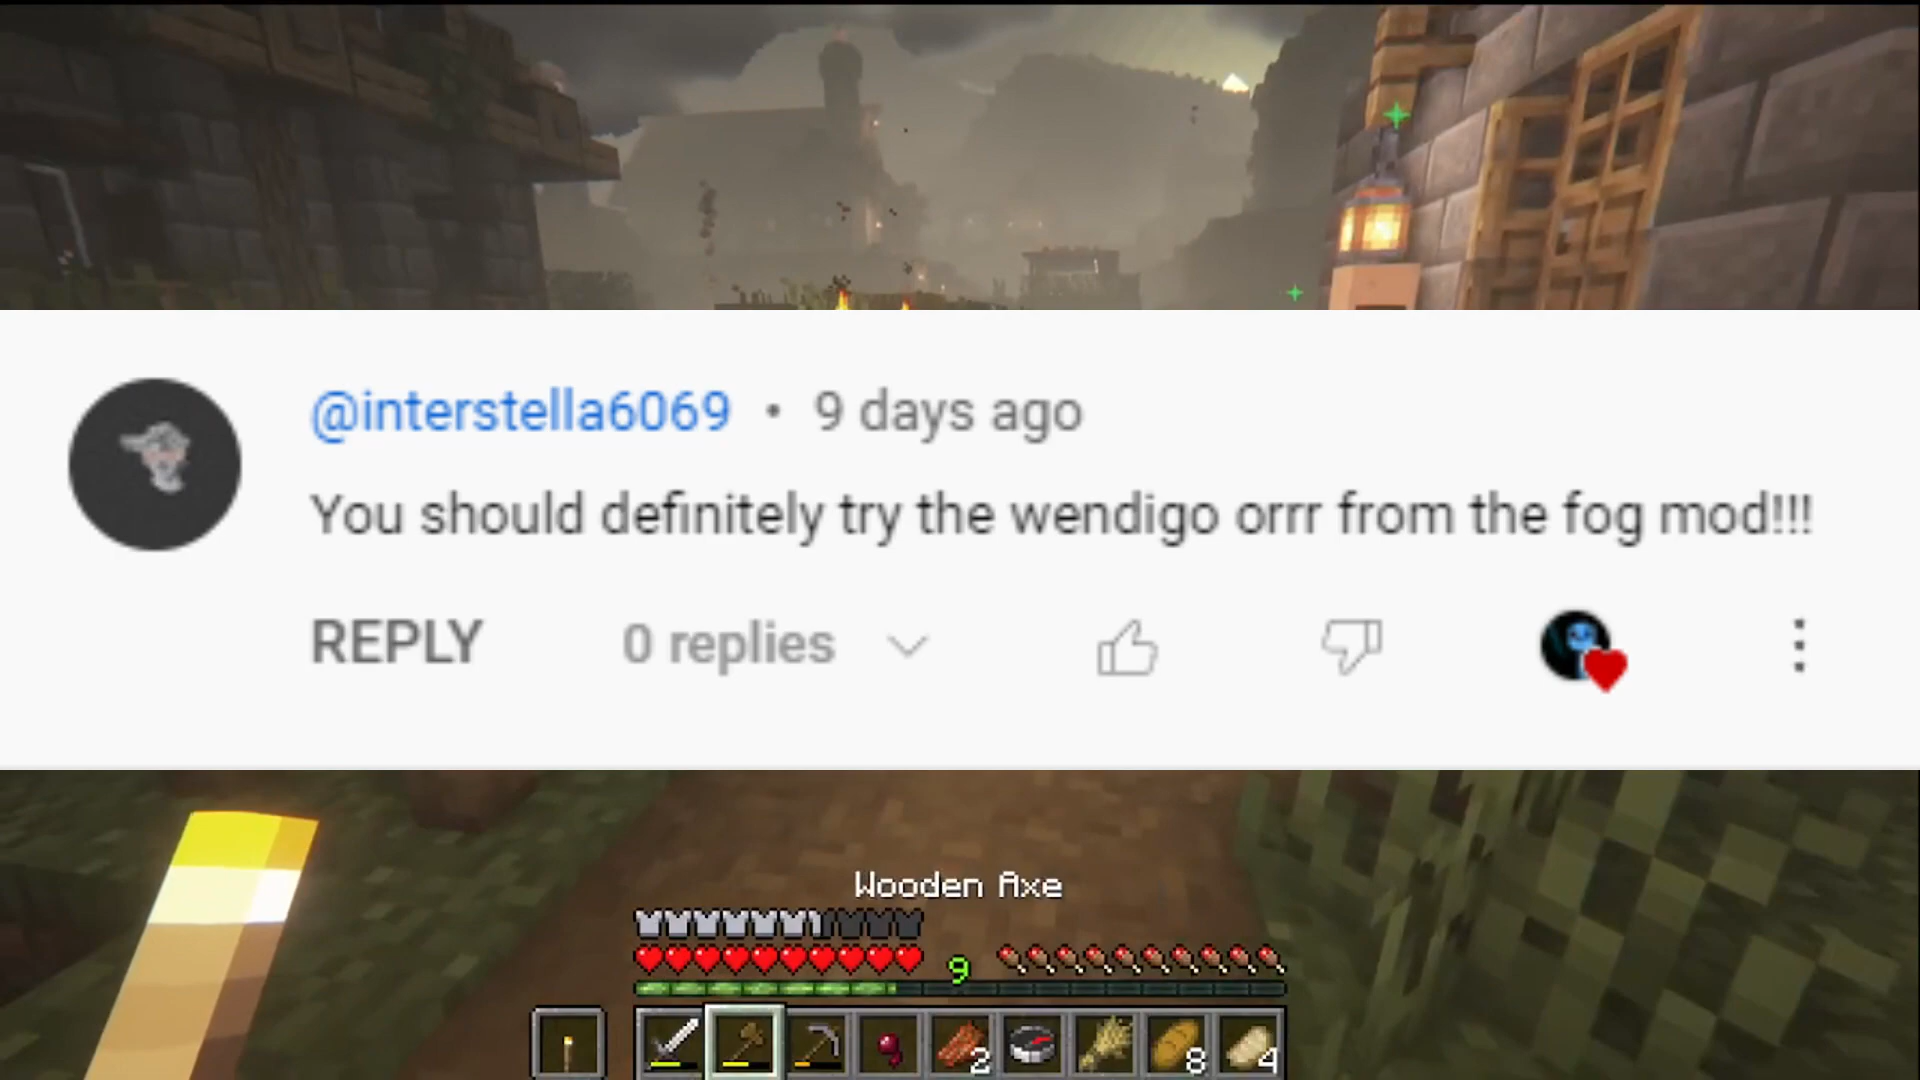 @interstella6069 • 9 days ago
You should definitely try the wendigo orrr from the fog mod!!!
REPLY 0 replies
Wooden Axe
9
2 8 4